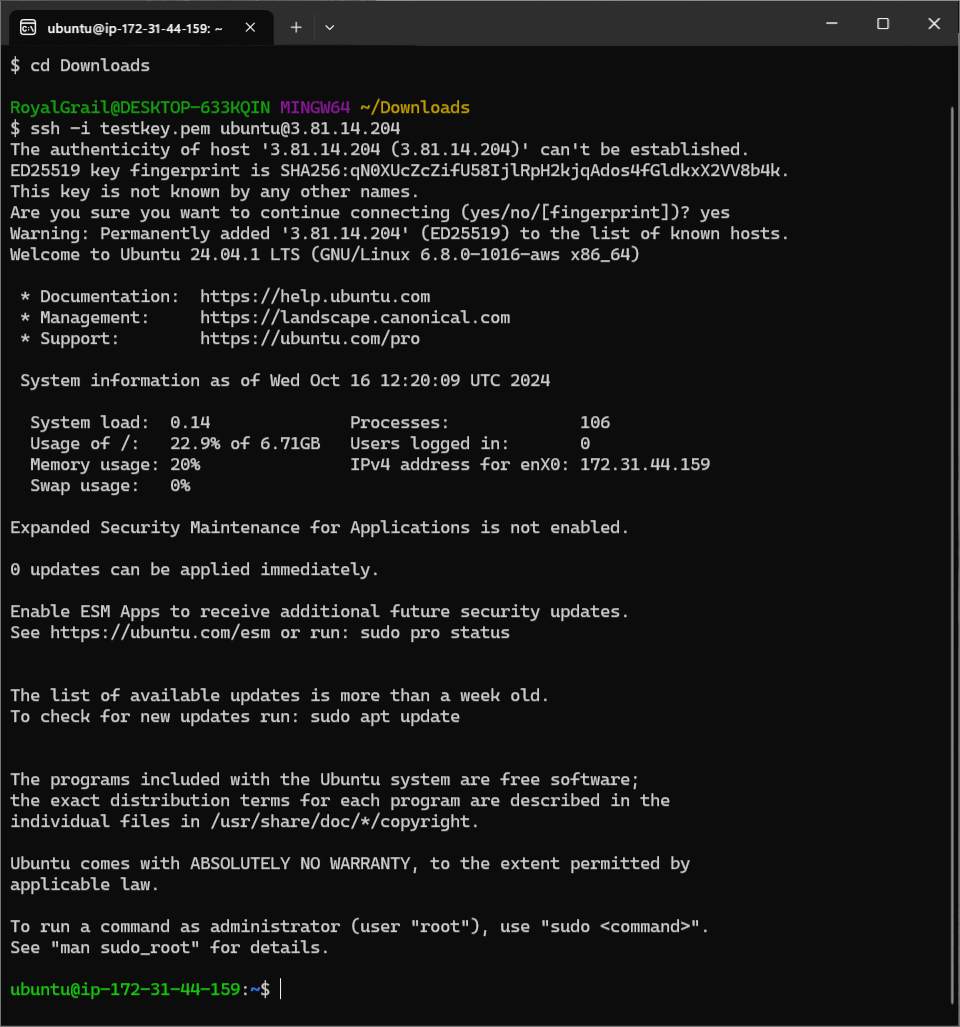 ubuntu@ip-172-31-44-159: ~
$ cd Downloads
RoyalGrail@DESKTOP-633KQIN MINGW64 ~/Downloads
$ ssh -i testkey.pem ubuntu@3.81.14.204
The authenticity of host '3.81.14.204 (3.81.14.204)' can't be established.
ED25519 key fingerprint is SHA256:qN0XUcZcZifU58IjlRpH2kjqAdos4fGldkxX2VV8b4k.
This key is not known by any other names.
Are you sure you want to continue connecting (yes/no/[fingerprint])? yes
Warning: Permanently added '3.81.14.204' (ED25519) to the list of known hosts.
Welcome to Ubuntu 24.04.1 LTS (GNU/Linux 6.8.0-1016-aws x86_64)
* Documentation:  https://help.ubuntu.com
* Management:     https://landscape.canonical.com
* Support:        https://ubuntu.com/pro
System information as of Wed Oct 16 12:20:09 UTC 2024
System load:  0.14              Processes:             106
Usage of /:   22.9% of 6.71GB   Users logged in:       0
Memory usage: 20%               IPv4 address for enX0: 172.31.44.159
Swap usage:   0%
Expanded Security Maintenance for Applications is not enabled.
0 updates can be applied immediately.
Enable ESM Apps to receive additional future security updates.
See https://ubuntu.com/esm or run: sudo pro status
The list of available updates is more than a week old.
To check for new updates run: sudo apt update
The programs included with the Ubuntu system are free software;
the exact distribution terms for each program are described in the
individual files in /usr/share/doc/*/copyright.
Ubuntu comes with ABSOLUTELY NO WARRANTY, to the extent permitted by
applicable law.
To run a command as administrator (user "root"), use "sudo <command>".
See "man sudo_root" for details.
ubuntu@ip-172-31-44-159:~$